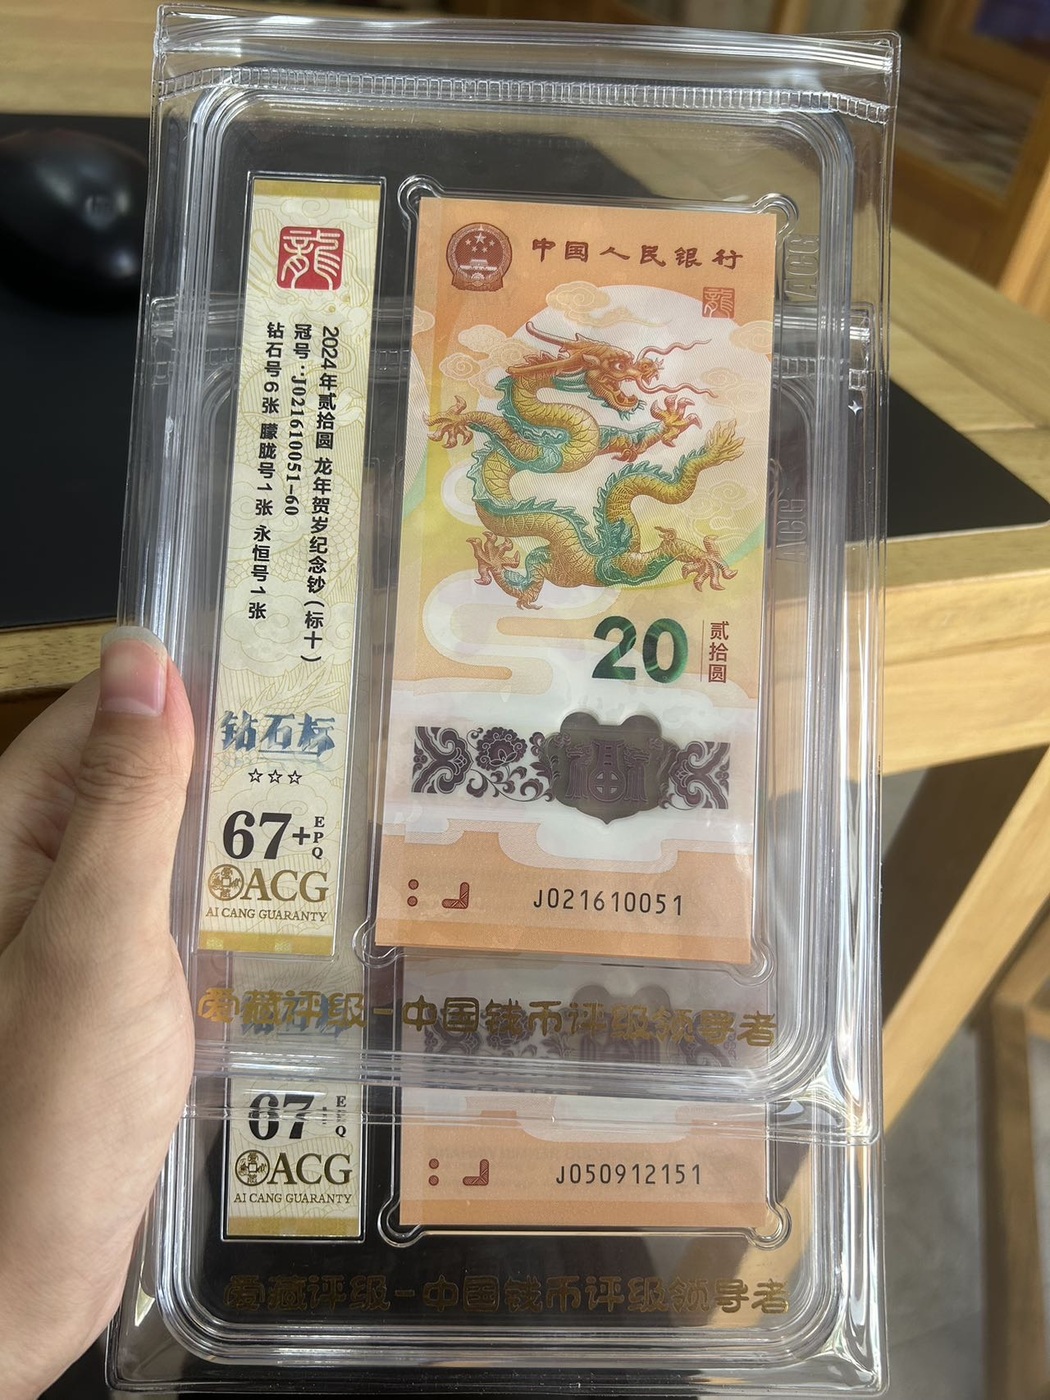 龍
2024年贰拾圆 龙年贺岁纪念钞(标十)
冠号:J021610051-60
钻石号6张 朦胧号1张 永恒号1张
钻石标
☆☆☆
67+EPQ
ACG
AI CANG GUARANTY
中国人民银行
龍
20
贰拾圆
福
J021610051
爱藏评级-中国钱币评级领导者
67
ACG
AI CANG GUARANTY
J050912151
爱藏评级-中国钱币评级领导者